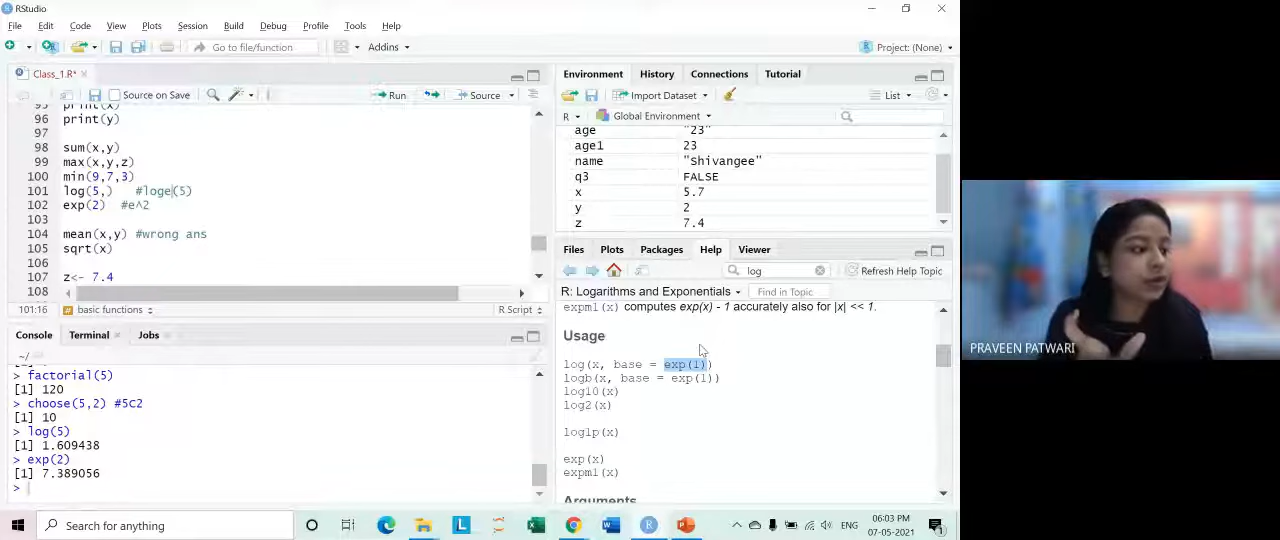 RStudio
File Edit Code View Plots Session Build Debug Profile Tools Help
Go to file/function Addins Project: (None)
Class_1.R*
Source on Save Run Source
95 print(x)
96 print(y)
97
98 sum(x,y)
99 max(x,y,z)
100 min(9,7,3)
101 log(5,) #loge(5)
102 exp(2) #e^2
103
104 mean(x,y) #wrong ans
105 sqrt(x)
106
107 z<- 7.4
108
101:16 basic functions R Script
Console Terminal Jobs
~/
> factorial(5)
[1] 120
> choose(5,2) #5c2
[1] 10
> log(5)
[1] 1.609438
> exp(2)
[1] 7.389056
>
Environment History Connections Tutorial
Import Dataset List
R Global Environment
age "23"
age1 23
name "Shivangee"
q3 FALSE
x 5.7
y 2
z 7.4
Files Plots Packages Help Viewer
log Refresh Help Topic
R: Logarithms and Exponentials Find in Topic
expm1(x) computes exp(x) - 1 accurately also for |x| << 1.
Usage
log(x, base = exp(1))
logb(x, base = exp(1))
log10(x)
log2(x)
log1p(x)
exp(x)
expm1(x)
Arguments
PRAVEEN PATWARI
Search for anything
ENG
06:03 PM
07-05-2021
1